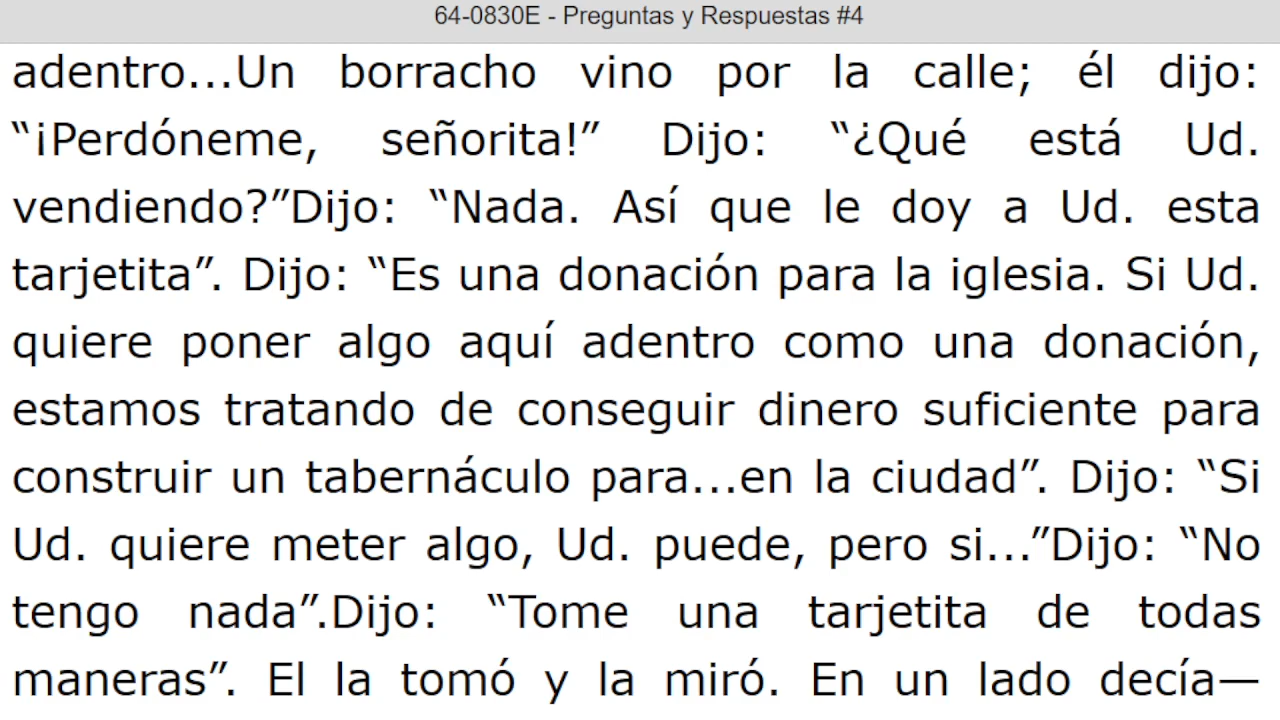 64-0830E - Preguntas y Respuestas #4
adentro...Un borracho vino por la calle; él dijo:
“¡Perdóneme, señorita!” Dijo: “¿Qué está Ud.
vendiendo?”Dijo: “Nada. Así que le doy a Ud. esta
tarjetita”. Dijo: “Es una donación para la iglesia. Si Ud.
quiere poner algo aquí adentro como una donación,
estamos tratando de conseguir dinero suficiente para
construir un tabernáculo para...en la ciudad”. Dijo: “Si
Ud. quiere meter algo, Ud. puede, pero si...”Dijo: “No
tengo nada”.Dijo: “Tome una tarjetita de todas
maneras”. El la tomó y la miró. En un lado decía—